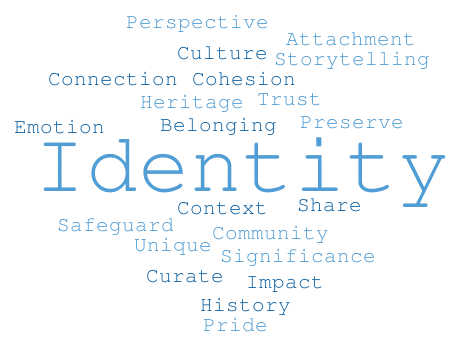 Perspective
Attachment
Culture
Storytelling
Connection Cohesion
Heritage Trust
Emotion Belonging Preserve
Identity
Context Share
Safeguard Community
Unique Significance
Curate Impact
History
Pride